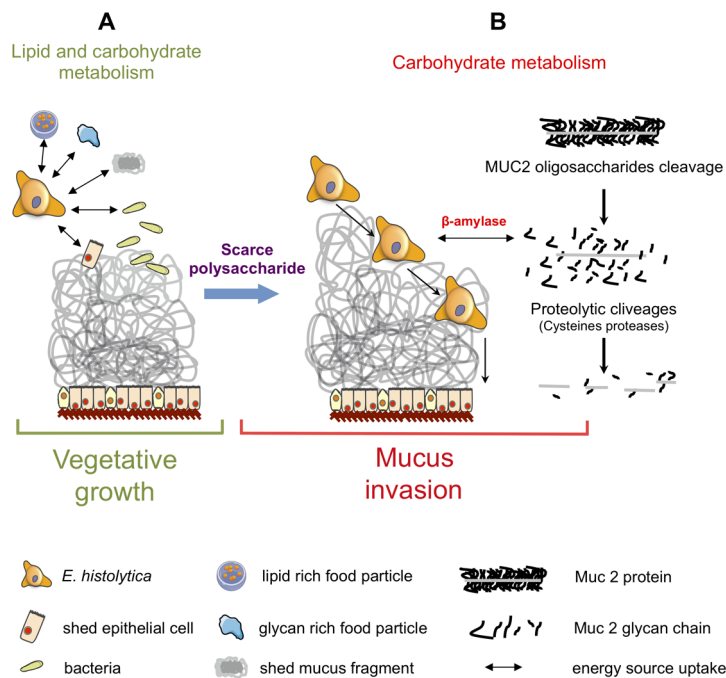 A
B
Lipid and carbohydrate
metabolism
Carbohydrate metabolism
MUC2 oligosaccharides cleavage
β-amylase
Scarce
polysaccharide
Proteolytic cliveages
(Cysteines proteases)
Vegetative
growth
Mucus
invasion
E. histolytica
lipid rich food particle
Muc 2 protein
shed epithelial cell
glycan rich food particle
Muc 2 glycan chain
bacteria
shed mucus fragment
energy source uptake